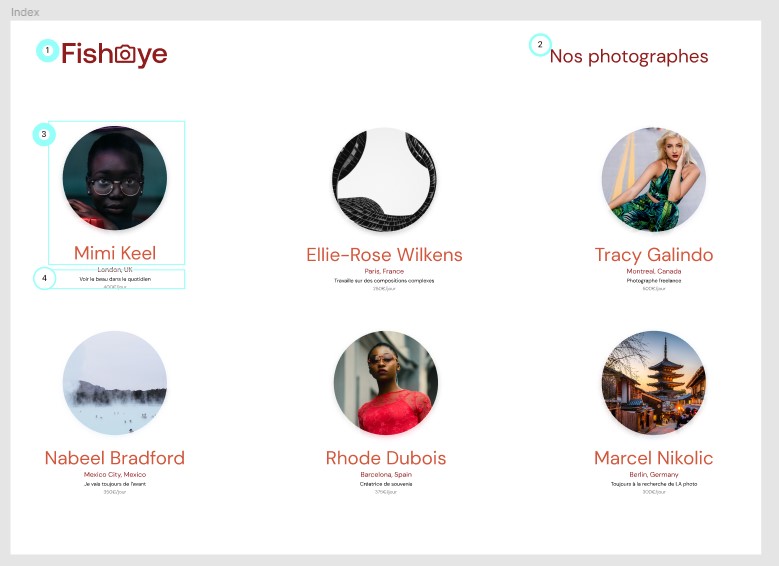 Index
1
Fish ye
2
Nos photographes
3
Mimi Keel
London, UK
4
Voir le beau dans le quotidien
400€/jour
Ellie-Rose Wilkens
Paris, France
Travaille sur des compositions complexes
250€/jour
Tracy Galindo
Montreal, Canada
Photographe freelance
500€/jour
Nabeel Bradford
Mexico City, Mexico
Je vais toujours de l'avant
350€/jour
Rhode Dubois
Barcelona, Spain
Créatrice de souvenirs
375€/jour
Marcel Nikolic
Berlin, Germany
Toujours à la recherche de LA photo
300€/jour